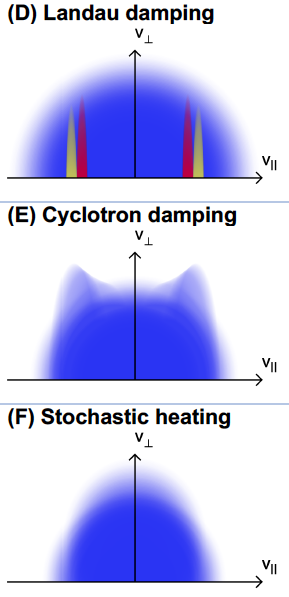 (D) Landau damping
v⊥
v||
(E) Cyclotron damping
v⊥
v||
(F) Stochastic heating
v⊥
v||